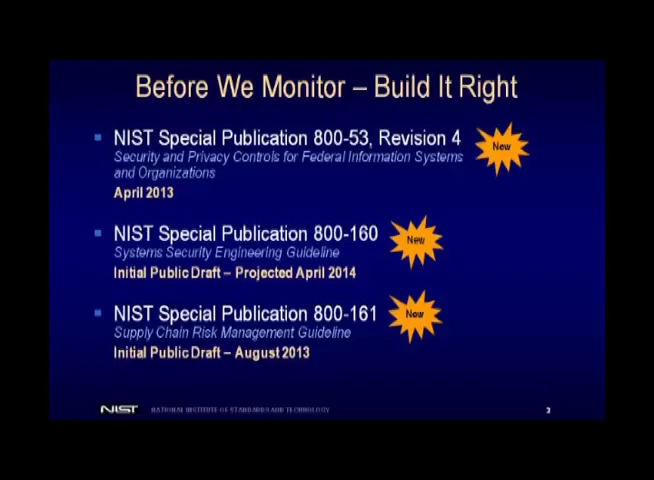 Before We Monitor – Build It Right
NIST Special Publication 800-53, Revision 4
New
Security and Privacy Controls for Federal Information Systems
and Organizations
April 2013
NIST Special Publication 800-160
New
Systems Security Engineering Guideline
Initial Public Draft – Projected April 2014
NIST Special Publication 800-161
New
Supply Chain Risk Management Guideline
Initial Public Draft – August 2013
NIST NATIONAL INSTITUTE OF STANDARDS AND TECHNOLOGY